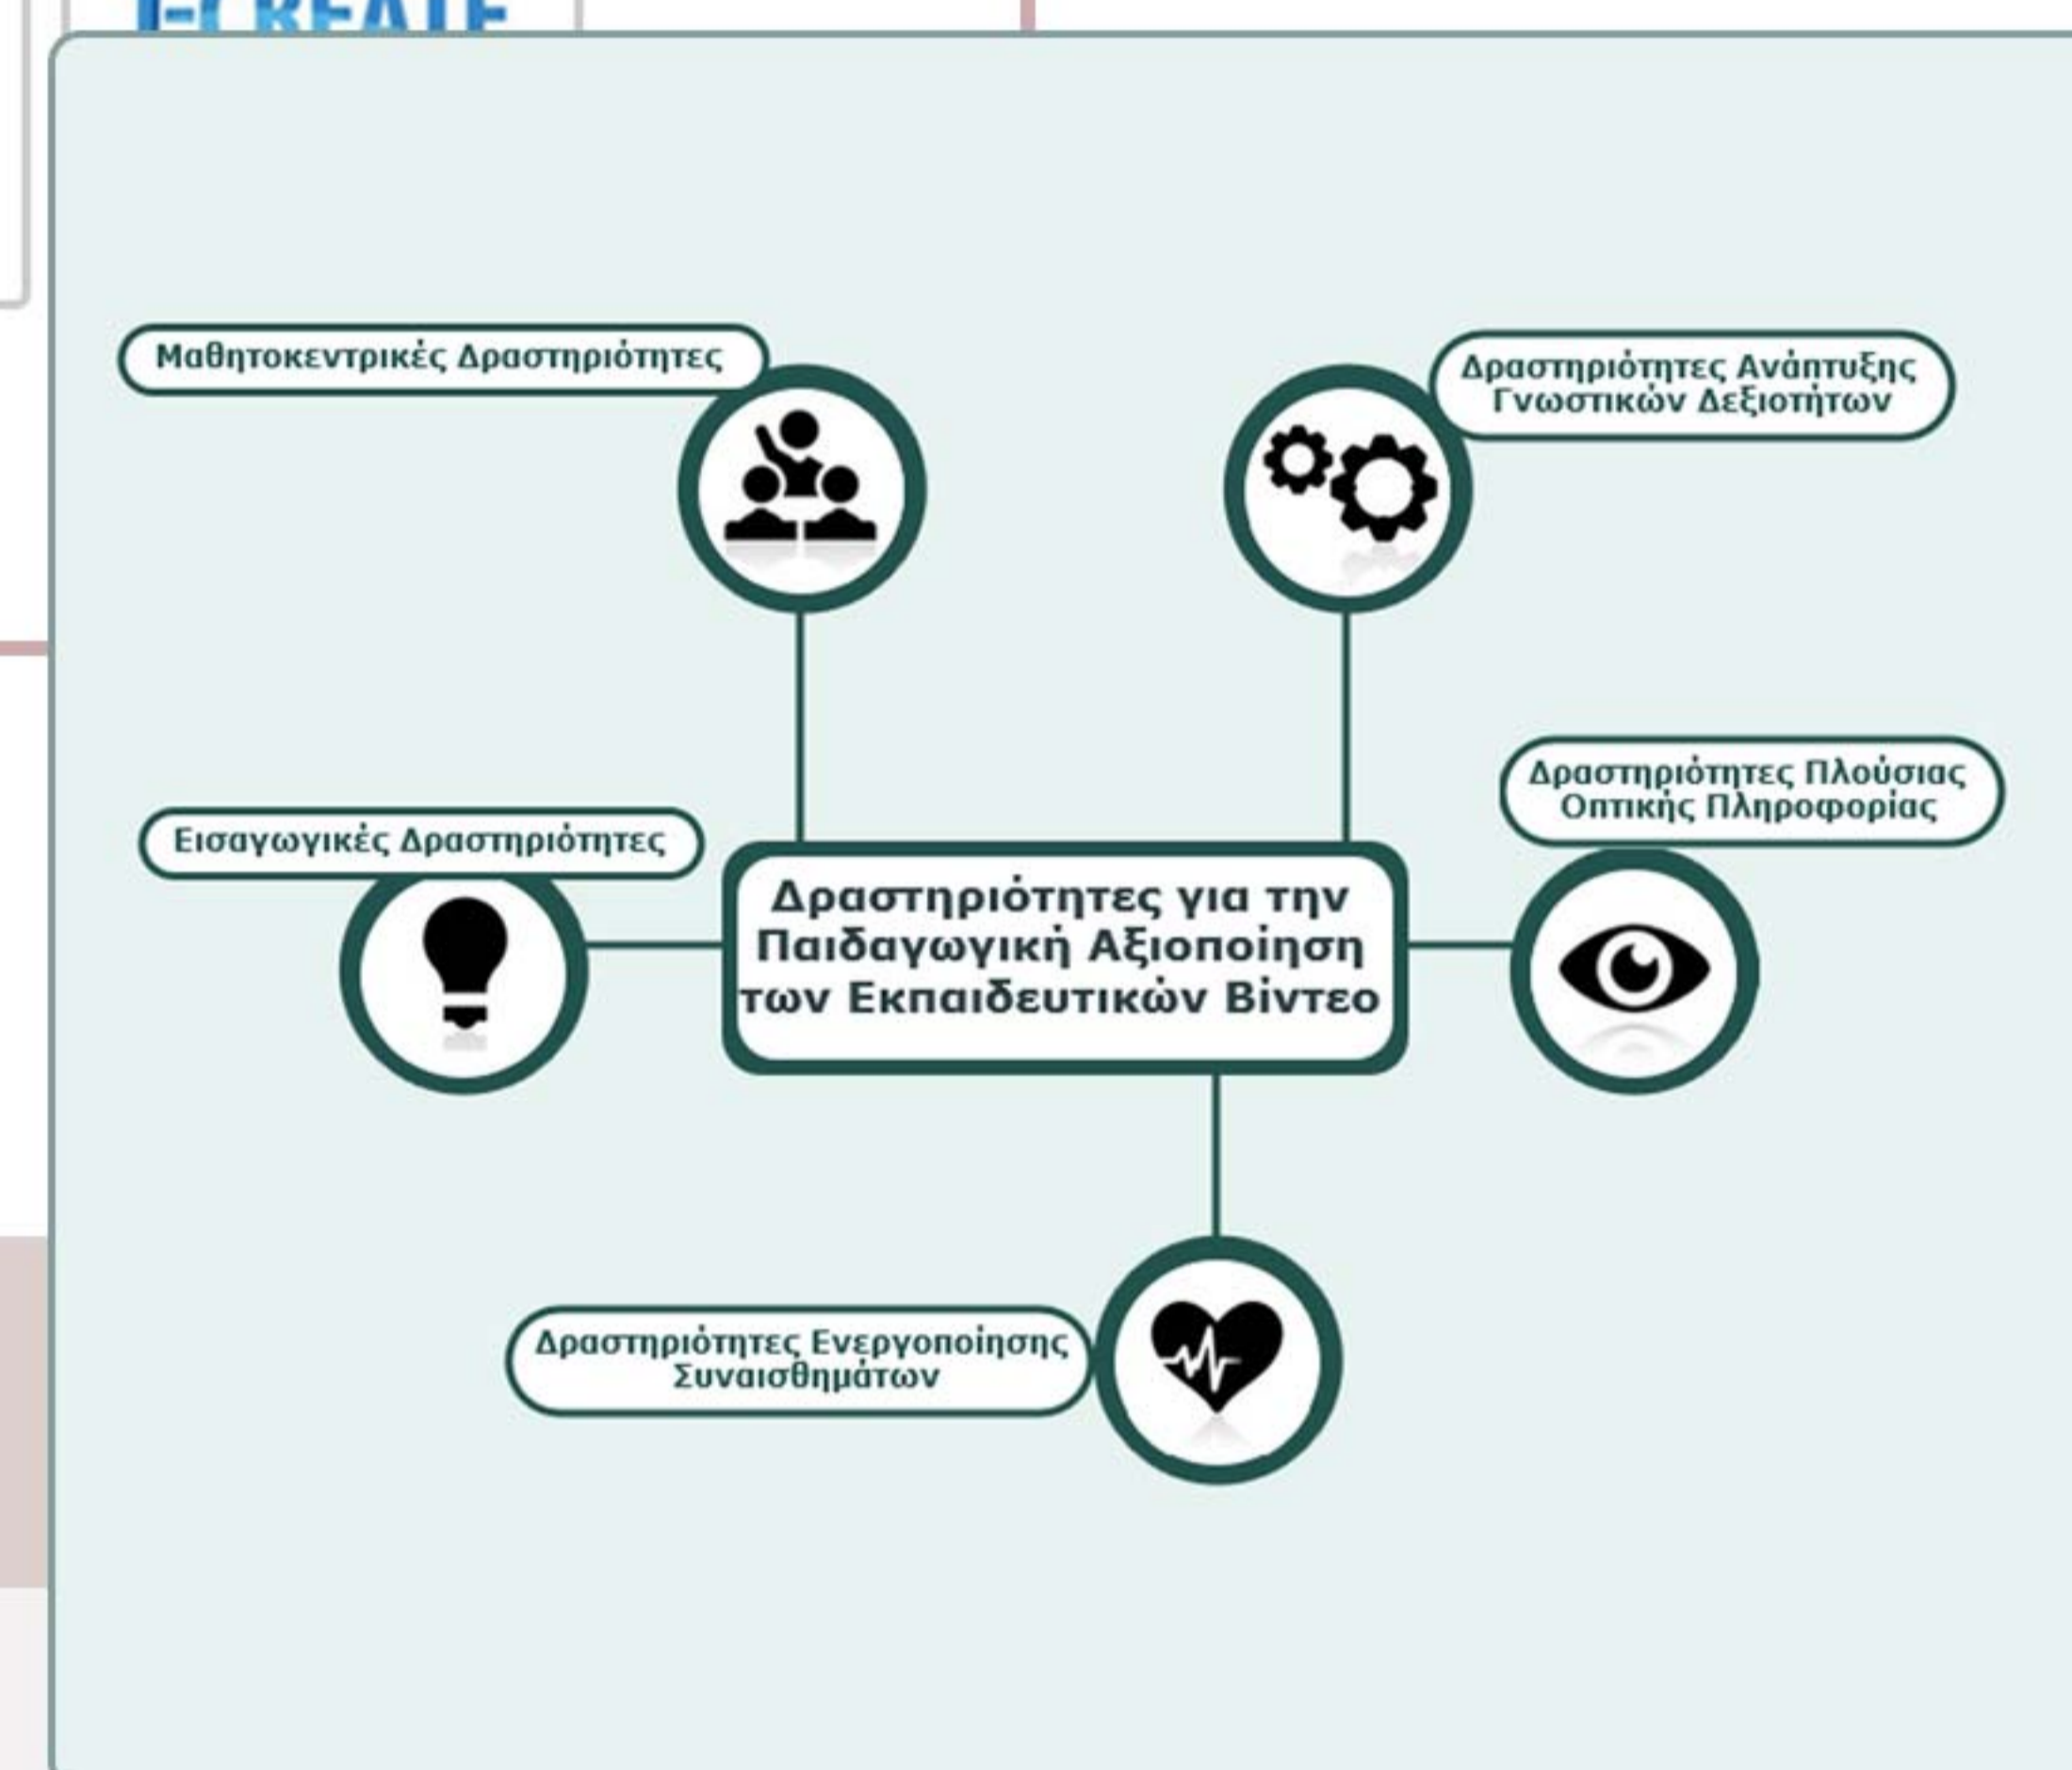 I-CREATE
Μαθητοκεντρικές Δραστηριότητες
Δραστηριότητες Ανάπτυξης
Γνωστικών Δεξιοτήτων
Εισαγωγικές Δραστηριότητες
Δραστηριότητες Πλούσιας
Οπτικής Πληροφορίας
Δραστηριότητες για την
Παιδαγωγική Αξιοποίηση
των Εκπαιδευτικών Βίντεο
Δραστηριότητες Ενεργοποίησης
Συναισθημάτων